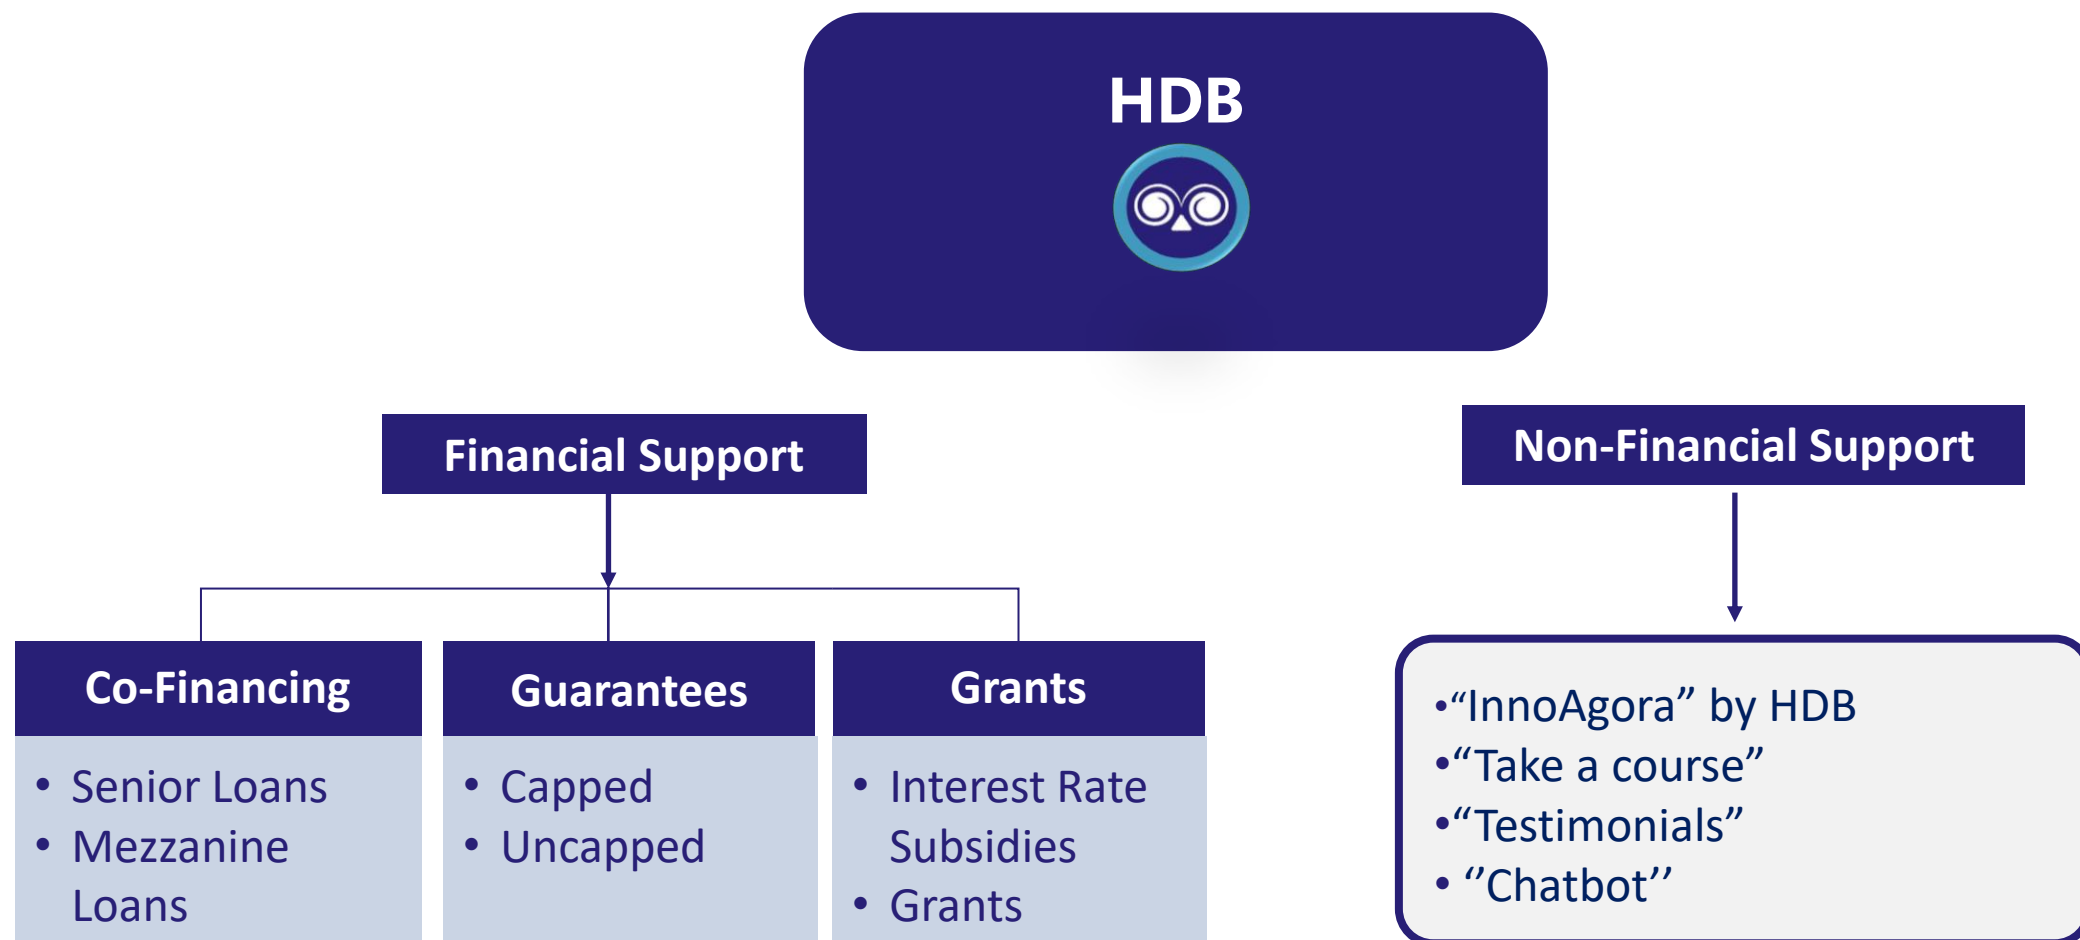 HDB
Financial Support
Non-Financial Support
Co-Financing
• Senior Loans
• Mezzanine
Loans
Guarantees
• Capped
• Uncapped
Grants
• Interest Rate
Subsidies
• Grants
•“InnoAgora” by HDB
•“Take a course”
•“Testimonials”
• ‘’Chatbot’’